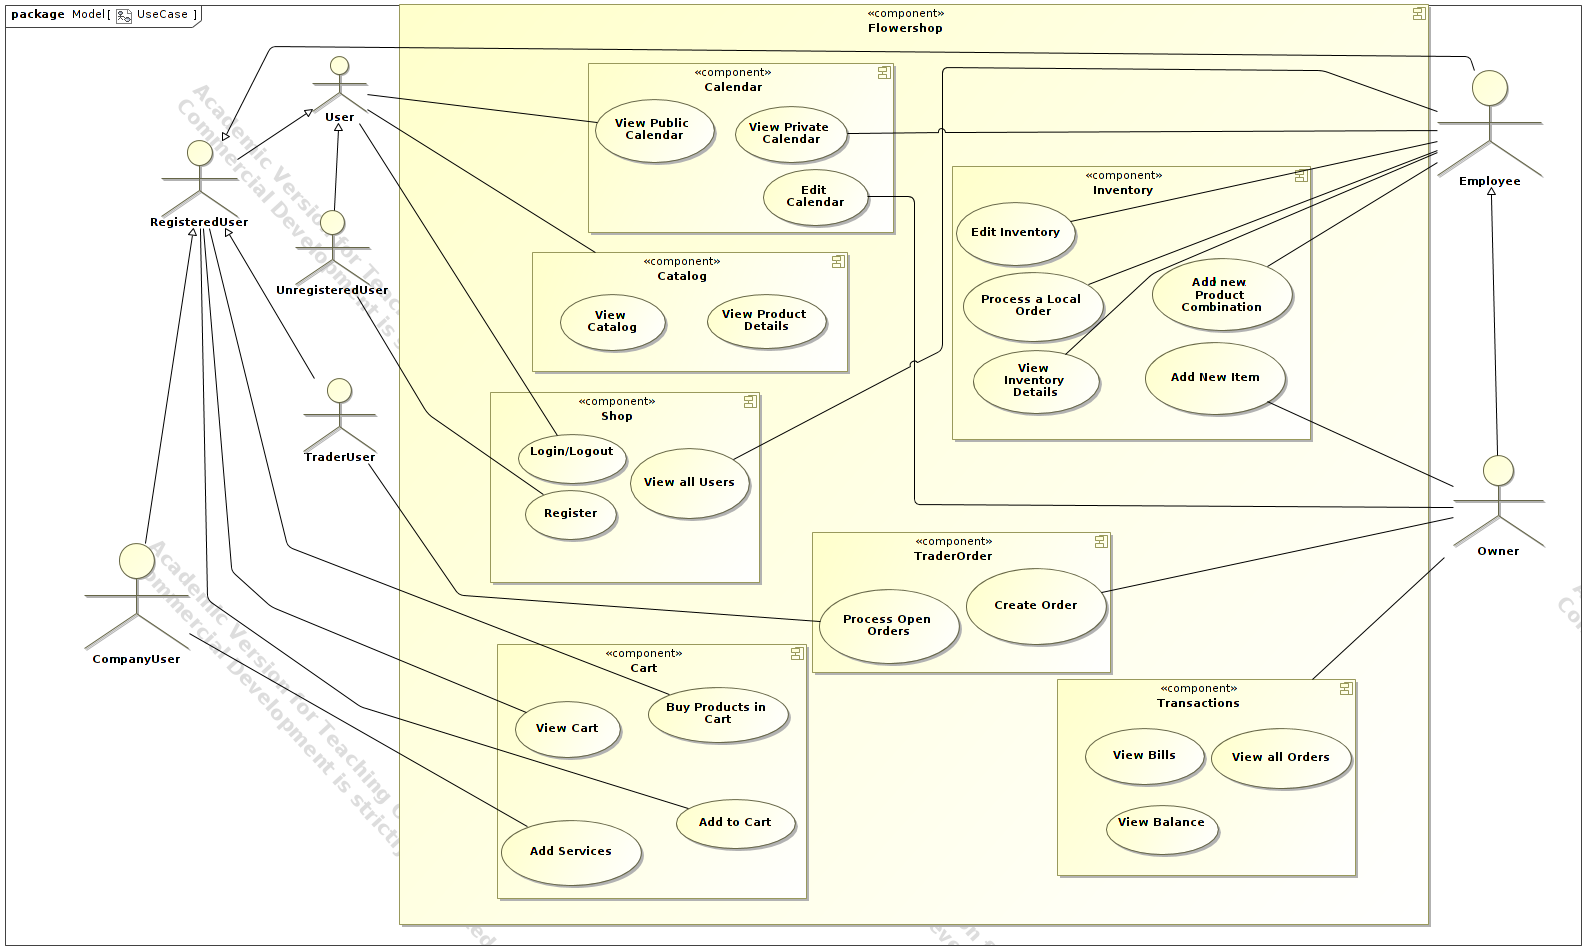 package Model[ UseCase ]
«component»
Flowershop
User
RegisteredUser
UnregisteredUser
TraderUser
CompanyUser
Employee
Owner
«component»
Calendar
View Public
Calendar
View Private
Calendar
Edit
Calendar
«component»
Catalog
View
Catalog
View Product
Details
«component»
Inventory
Edit Inventory
Process a Local
Order
Add new
Product
Combination
View
Inventory
Details
Add New Item
«component»
Shop
Login/Logout
View all Users
Register
«component»
TraderOrder
Process Open
Orders
Create Order
«component»
Cart
Buy Products in
Cart
View Cart
Add to Cart
Add Services
«component»
Transactions
View Bills
View all Orders
View Balance
Academic Version for Teac
Commercial Development is s
Academic Version for Teaching
Commercial Development is strictly